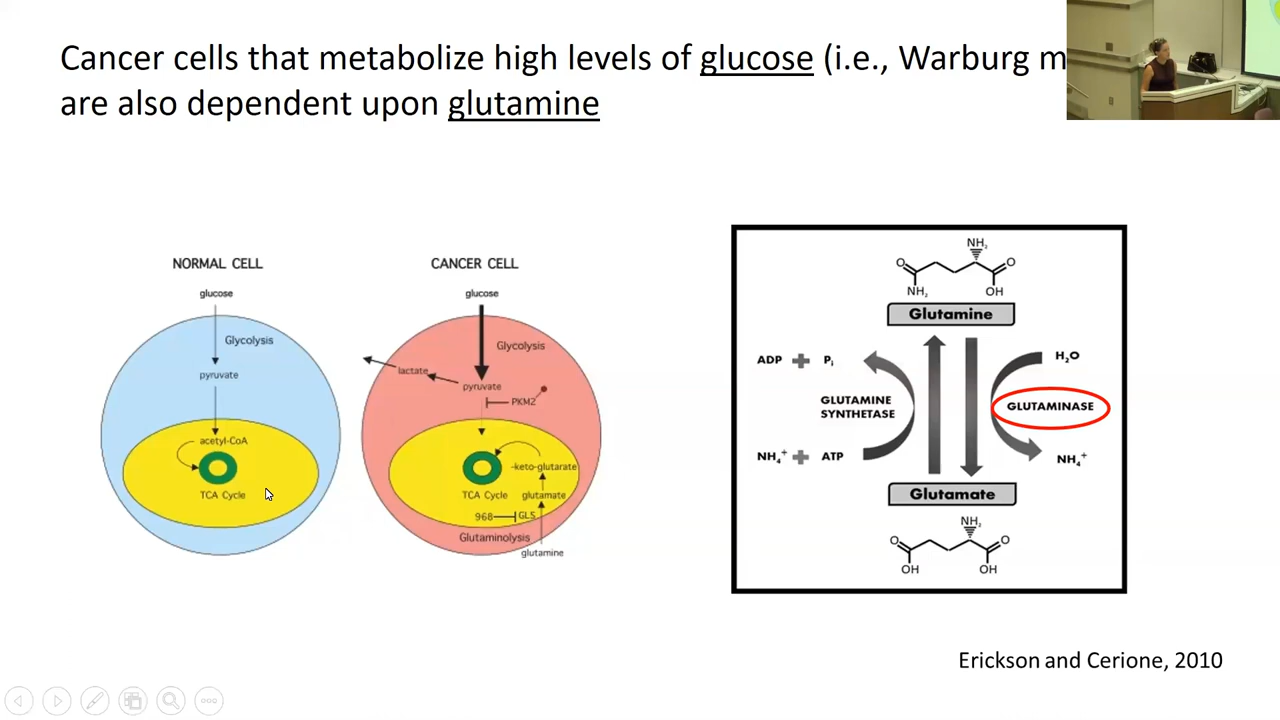 Cancer cells that metabolize high levels of glucose (i.e., Warburg
are also dependent upon glutamine
NORMAL CELL
glucose
Glycolysis
pyruvate
acetyl-CoA
TCA Cycle
CANCER CELL
glucose
Glycolysis
lactate
pyruvate
PKM2
-keto-glutarate
TCA Cycle
glutamate
968
GLS
Glutaminolysis
glutamine
NH₂
O
O
NH₂
OH
Glutamine
ADP + Pᵢ
H₂O
GLUTAMINE
SYNTHETASE
GLUTAMINASE
NH₄⁺ + ATP
NH₄⁺
Glutamate
NH₂
O
O
OH
OH
Erickson and Cerione, 2010